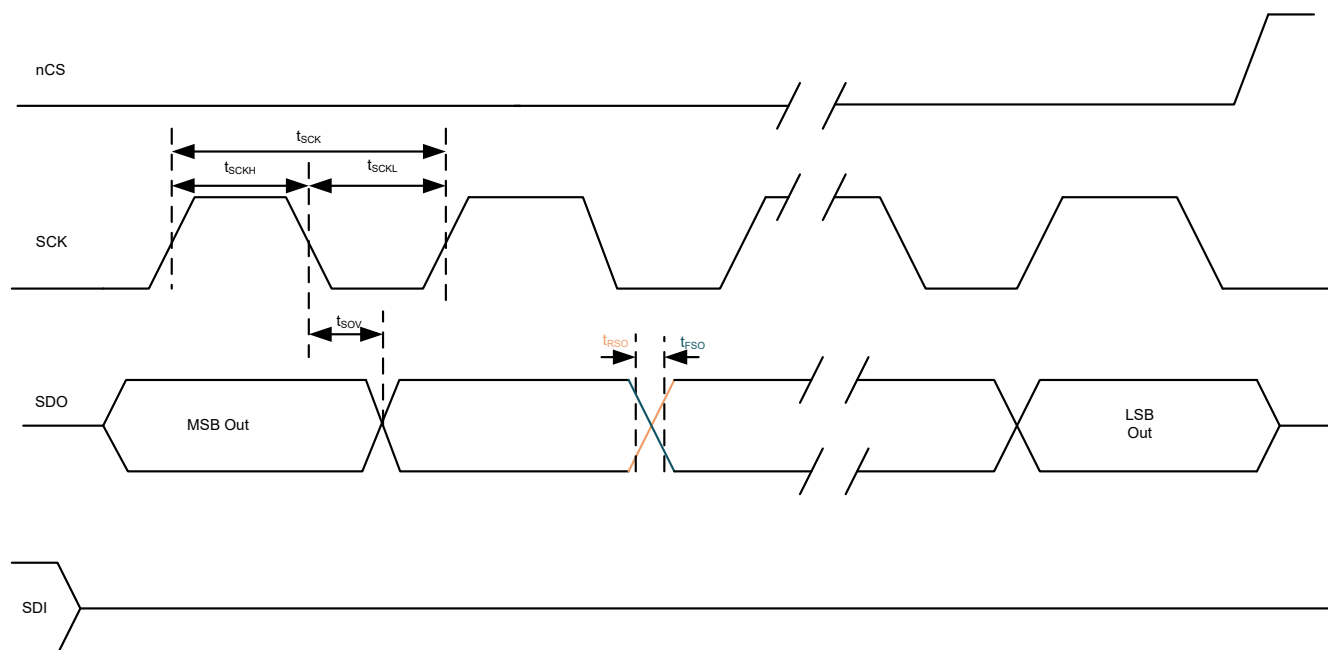 nCS
tSCK
tSCKH
tSCKL
SCK
tSOV
tRSO
tFSO
SDO
MSB Out
LSB
Out
SDI